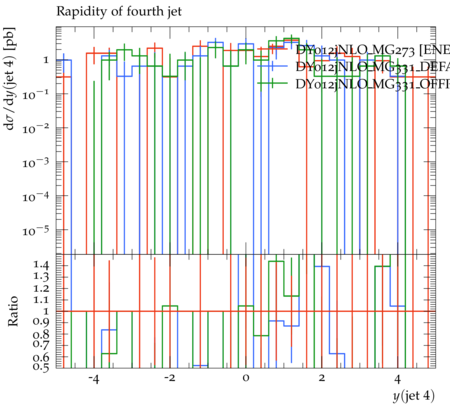 Rapidity of fourth jet
dσ/dy(jet 4) [pb]
DY012jNLO_MG273 [ENE
DY012jNLO_MG331_DEFA
DY012jNLO_MG331_OFFF
1
10⁻¹
10⁻²
10⁻³
10⁻⁴
10⁻⁵
Ratio
1.4
1.3
1.2
1.1
1
0.9
0.8
0.7
0.6
0.5
-4 -2 0 2 4
y(jet 4)